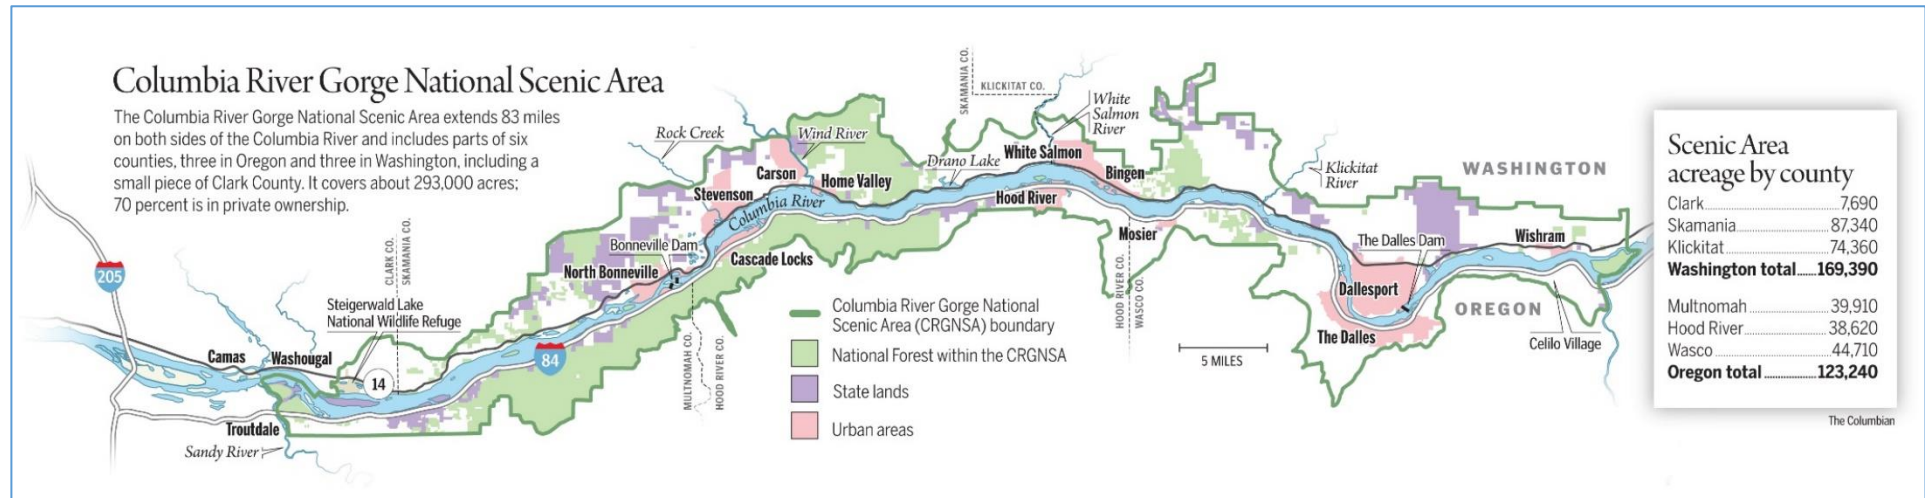 Columbia River Gorge National Scenic Area
The Columbia River Gorge National Scenic Area extends 83 miles
on both sides of the Columbia River and includes parts of six
counties, three in Oregon and three in Washington, including a
small piece of Clark County. It covers about 293,000 acres;
70 percent is in private ownership.
205
CLARK CO.
SKAMANIA CO.
Steigerwald Lake
National Wildlife Refuge
Camas
Washougal
14
84
Troutdale
Sandy River
Rock Creek
Wind River
Carson
Home Valley
Stevenson
Columbia River
Bonneville Dam
North Bonneville
Cascade Locks
MULTNOMAH CO.
HOOD RIVER CO.
SKAMANIA CO.
KLICKITAT CO.
White
Salmon
River
Drano Lake
White Salmon
Bingen
Hood River
Mosier
HOOD RIVER CO.
WASCO CO.
Klickitat
River
WASHINGTON
The Dalles Dam
Wishram
Dallesport
OREGON
The Dalles
Celilo Village
5 MILES
Columbia River Gorge National
Scenic Area (CRGNSA) boundary
National Forest within the CRGNSA
State lands
Urban areas
Scenic Area
acreage by county
Clark 7,690
Skamania 87,340
Klickitat 74,360
Washington total 169,390
Multnomah 39,910
Hood River 38,620
Wasco 44,710
Oregon total 123,240
The Columbian